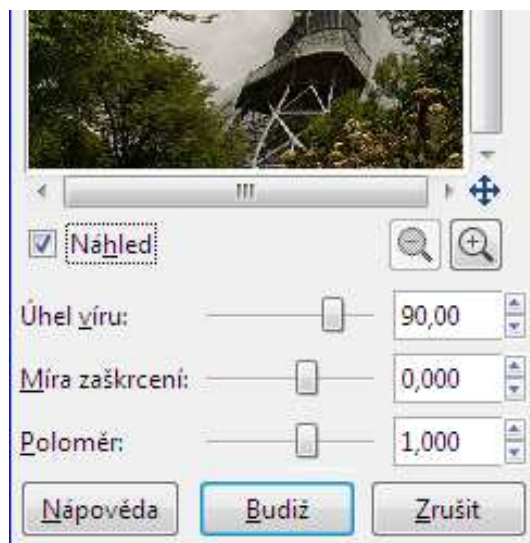 Náhled
Úhel víru: 90,00
Míra zaškrcení: 0,000
Poloměr: 1,000
Nápověda Budiž Zrušit